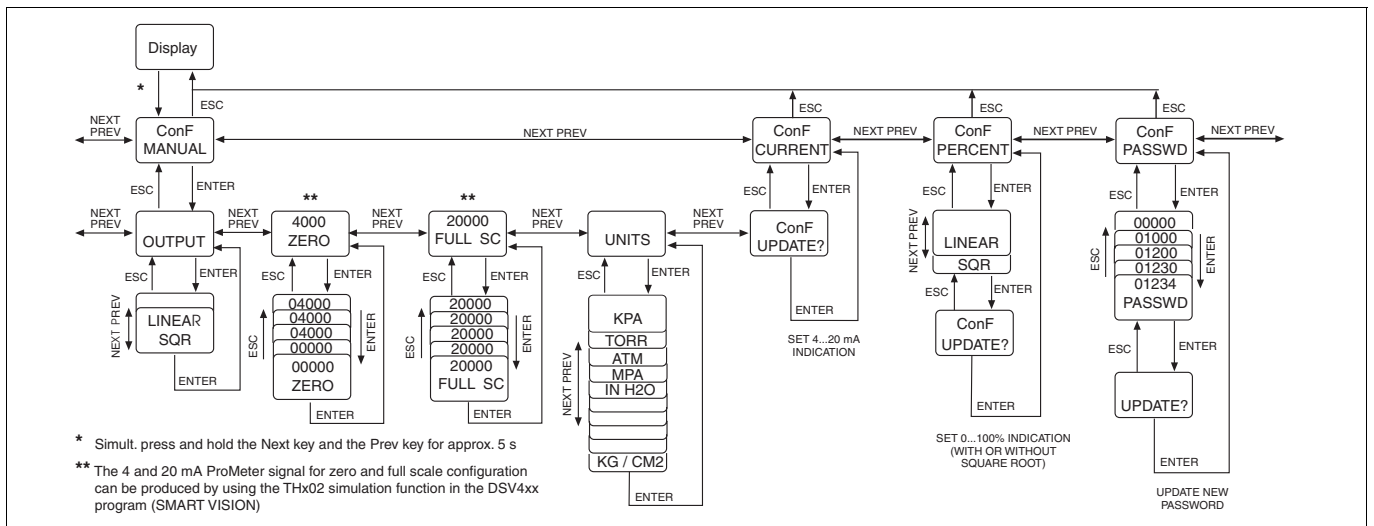 Display
*
ESC
NEXT
PREV
ConF
MANUAL
NEXT PREV
ESC
ConF
CURRENT
NEXT PREV
ESC
ConF
PERCENT
NEXT PREV
ESC
ConF
PASSWD
NEXT PREV
ESC
ENTER
NEXT
PREV
OUTPUT
NEXT
PREV
**
4000
ZERO
NEXT
PREV
**
20000
FULL SC
NEXT
PREV
UNITS
NEXT
PREV
ESC
ENTER
ConF
UPDATE?
ENTER
SET 4...20 mA
INDICATION
ESC
ENTER
NEXT PREV
LINEAR
SQR
ESC
ENTER
ConF
UPDATE?
ENTER
SET 0...100% INDICATION
(WITH OR WITHOUT
SQUARE ROOT)
ESC
ENTER
ESC
00000
01000
01200
01230
01234
PASSWD
ENTER
ESC
ENTER
UPDATE?
ENTER
UPDATE NEW
PASSWORD
ESC
ENTER
NEXT PREV
LINEAR
SQR
ENTER
ESC
ENTER
ESC
04000
04000
04000
00000
00000
ZERO
ENTER
ENTER
ESC
ENTER
ESC
20000
20000
20000
20000
20000
FULL SC
ENTER
ENTER
ESC
ENTER
NEXT PREV
KPA
TORR
ATM
MPA
IN H2O
KG / CM2
ENTER
* Simult. press and hold the Next key and the Prev key for approx. 5 s
** The 4 and 20 mA ProMeter signal for zero and full scale configuration
can be produced by using the THx02 simulation function in the DSV4xx
program (SMART VISION)